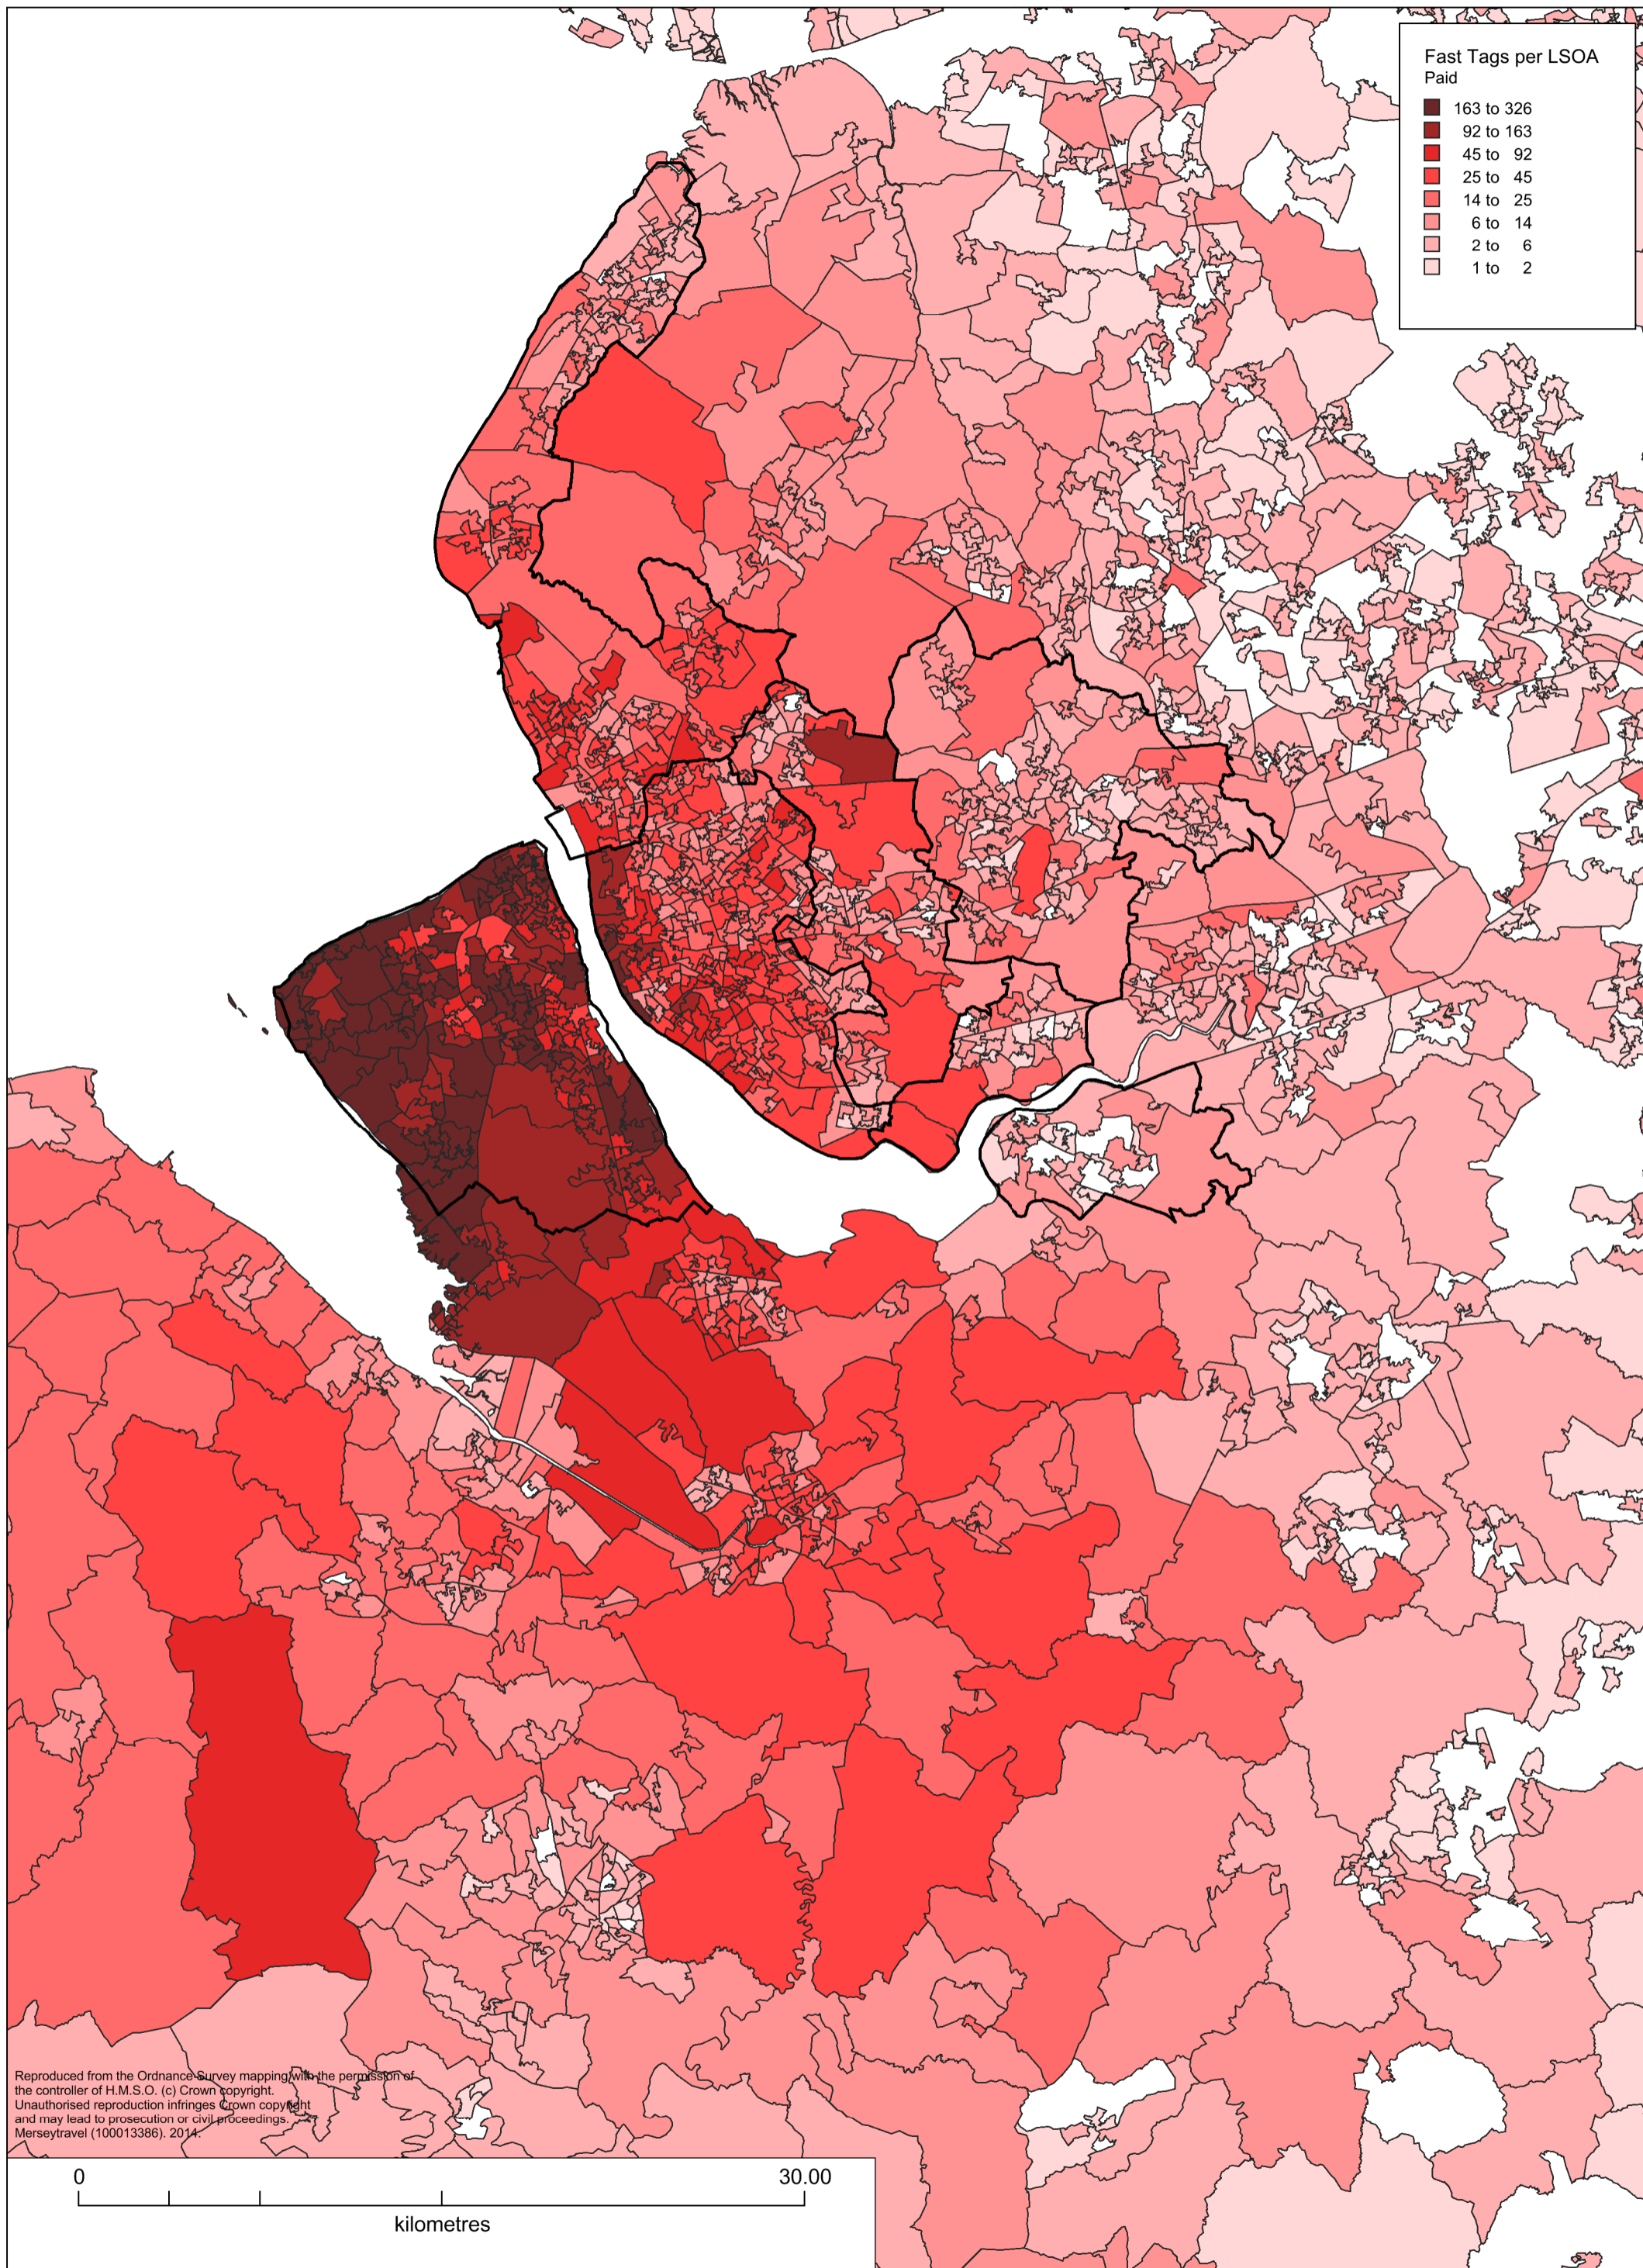 Fast Tags per LSOA
Paid
163 to 326
92 to 163
45 to 92
25 to 45
14 to 25
6 to 14
2 to 6
1 to 2
Reproduced from the Ordnance Survey mapping with the permission of
the controller of H.M.S.O. (c) Crown copyright.
Unauthorised reproduction infringes Crown copyright
and may lead to prosecution or civil proceedings.
Merseytravel (100013386). 2014.
0 30.00
kilometres